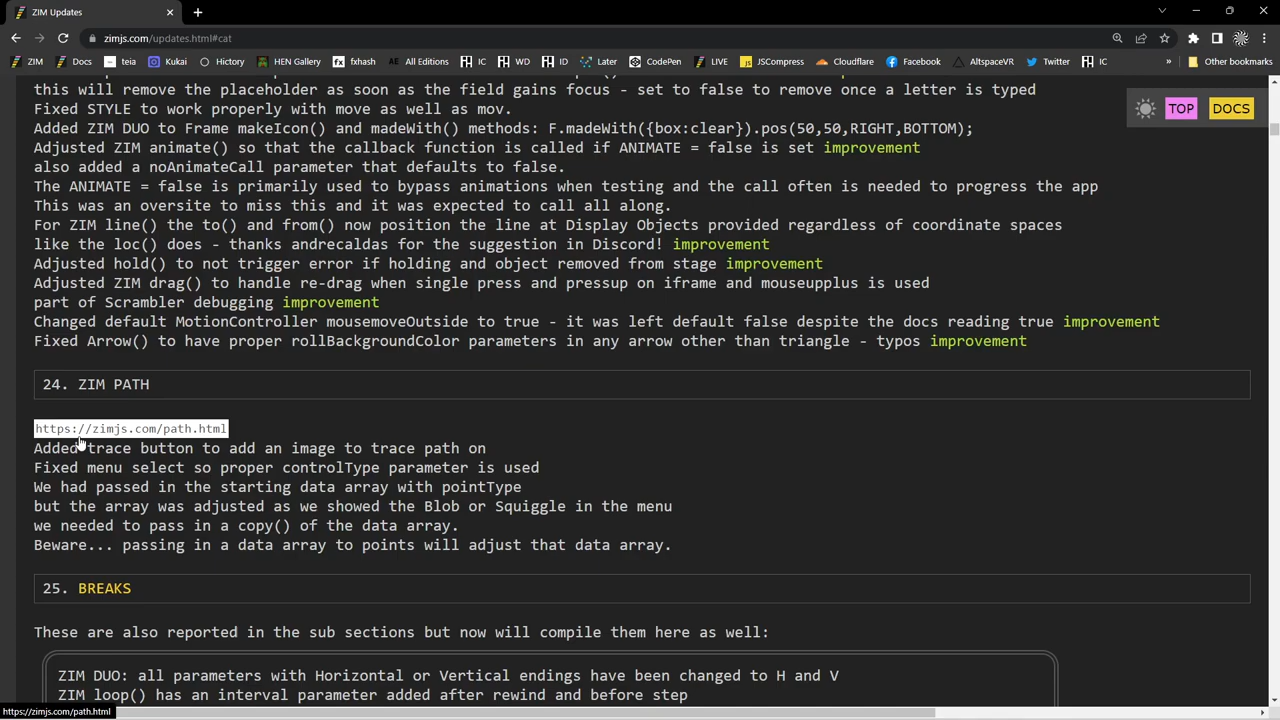 ZIM Updates
zimjs.com/updates.html#cat
ZIM Docs teia Kukai Hictory HEN Gallery fxhash All Editions IC WD ID Later CodePen LIVE JSCompress Cloudflare Facebook AltspaceVR Twitter IC » Other bookmarks
this will remove the placeholder as soon as the field gains focus - set to false to remove once a letter is typed
TOP DOCS
Fixed STYLE to work properly with move as well as mov.
Added ZIM DUO to Frame makeIcon() and madeWith() methods: F.madeWith({box:clear}).pos(50,50,RIGHT,BOTTOM);
Adjusted ZIM animate() so that the callback function is called if ANIMATE = false is set improvement
also added a noAnimateCall parameter that defaults to false.
The ANIMATE = false is primarily used to bypass animations when testing and the call often is needed to progress the app
This was an oversite to miss this and it was expected to call all along.
For ZIM line() the to() and from() now position the line at Display Objects provided regardless of coordinate spaces
like the loc() does - thanks andrecaldas for the suggestion in Discord! improvement
Adjusted hold() to not trigger error if holding and object removed from stage improvement
Adjusted ZIM drag() to handle re-drag when single press and pressup on iframe and mouseupplus is used
part of Scrambler debugging improvement
Changed default MotionController mousemoveOutside to true - it was left default false despite the docs reading true improvement
Fixed Arrow() to have proper rollBackgroundColor parameters in any arrow other than triangle - typos improvement
24. ZIM PATH
https://zimjs.com/path.html
Added trace button to add an image to trace path on
Fixed menu select so proper controlType parameter is used
We had passed in the starting data array with pointType
but the array was adjusted as we showed the Blob or Squiggle in the menu
we needed to pass in a copy() of the data array.
Beware... passing in a data array to points will adjust that data array.
25. BREAKS
These are also reported in the sub sections but now will compile them here as well:
ZIM DUO: all parameters with Horizontal or Vertical endings have been changed to H and V
ZIM loop() has an interval parameter added after rewind and before step
https://zimjs.com/path.html